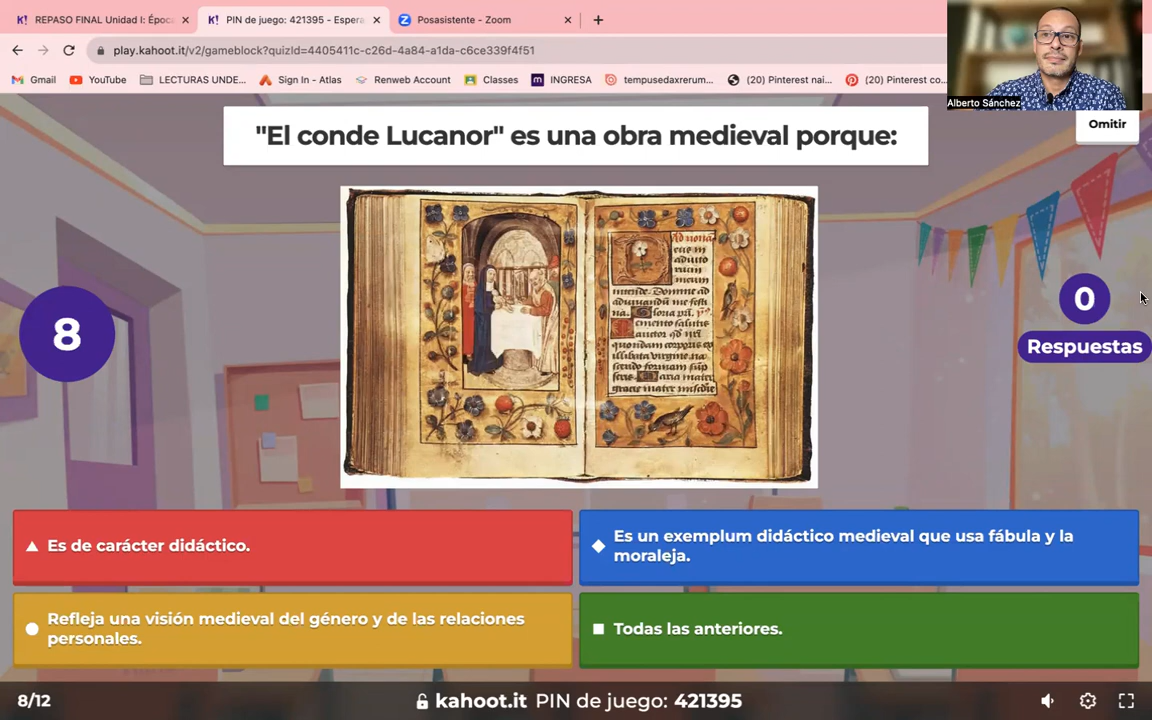 REPASO FINAL Unidad I: Époc
PIN de juego: 421395 - Espera
Posasistente - Zoom
play.kahoot.it/v2/gameblock?quizId=4405411c-c26d-4a84-a1da-c6ce339f4f51
Gmail
YouTube
LECTURAS UNDE...
Sign In - Atlas
Renweb Account
Classes
INGRESA
tempusedaxrerum...
(20) Pinterest nai...
(20) Pinterest co...
Alberto Sánchez
Omitir
"El conde Lucanor" es una obra medieval porque:
8
0
Respuestas
Es de carácter didáctico.
Es un exemplum didáctico medieval que usa fábula y la
moraleja.
Refleja una visión medieval del género y de las relaciones
personales.
Todas las anteriores.
8/12
kahoot.it PIN de juego: 421395